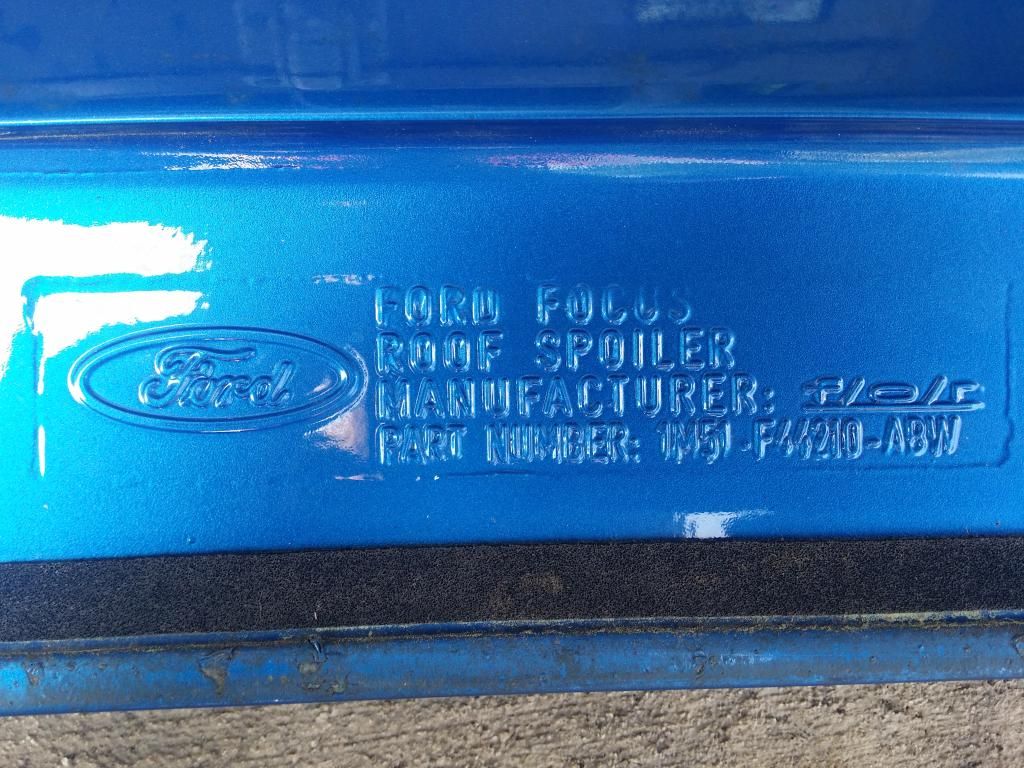 Ford
FORD FOCUS
ROOF SPOILER
MANUFACTURER:
PART NUMBER: 1M51-F44210-ABW